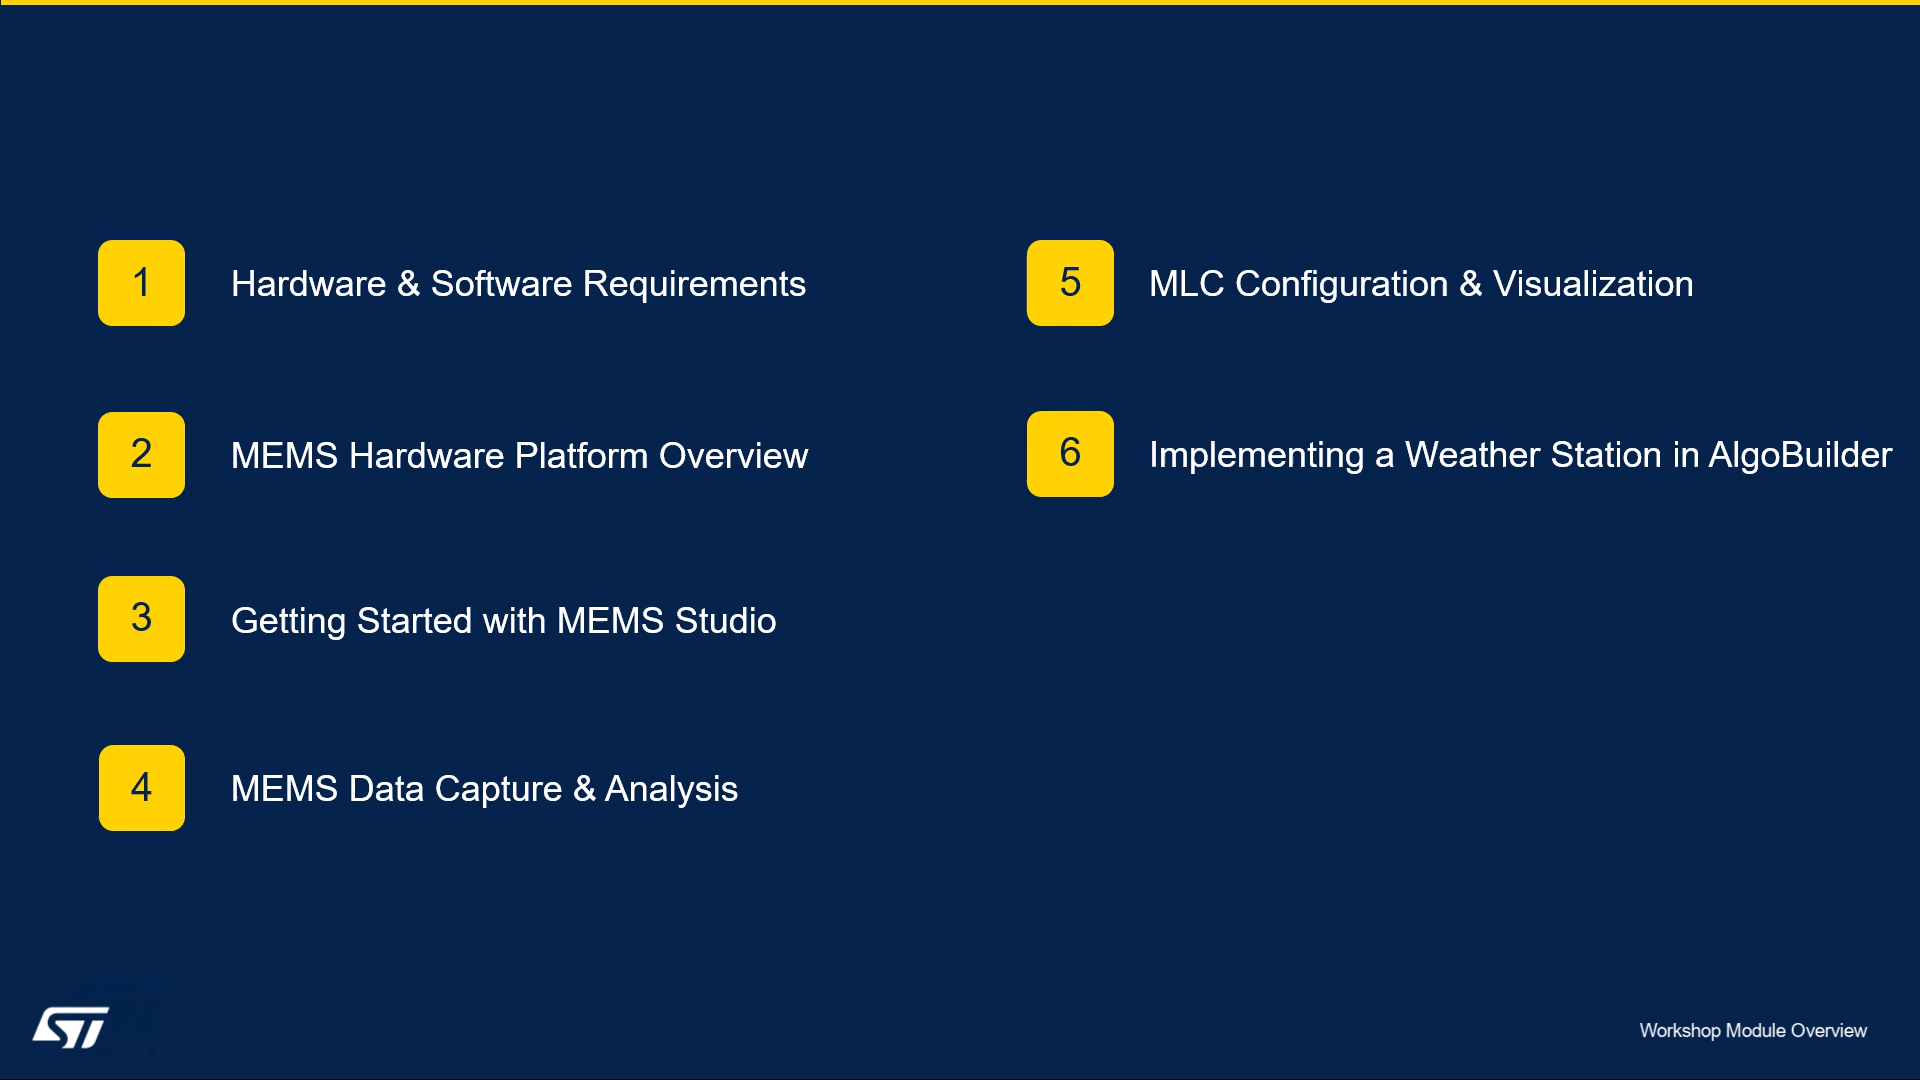 1
Hardware & Software Requirements
2
MEMS Hardware Platform Overview
3
Getting Started with MEMS Studio
4
MEMS Data Capture & Analysis
5
MLC Configuration & Visualization
6
Implementing a Weather Station in AlgoBuilder
ST
Workshop Module Overview